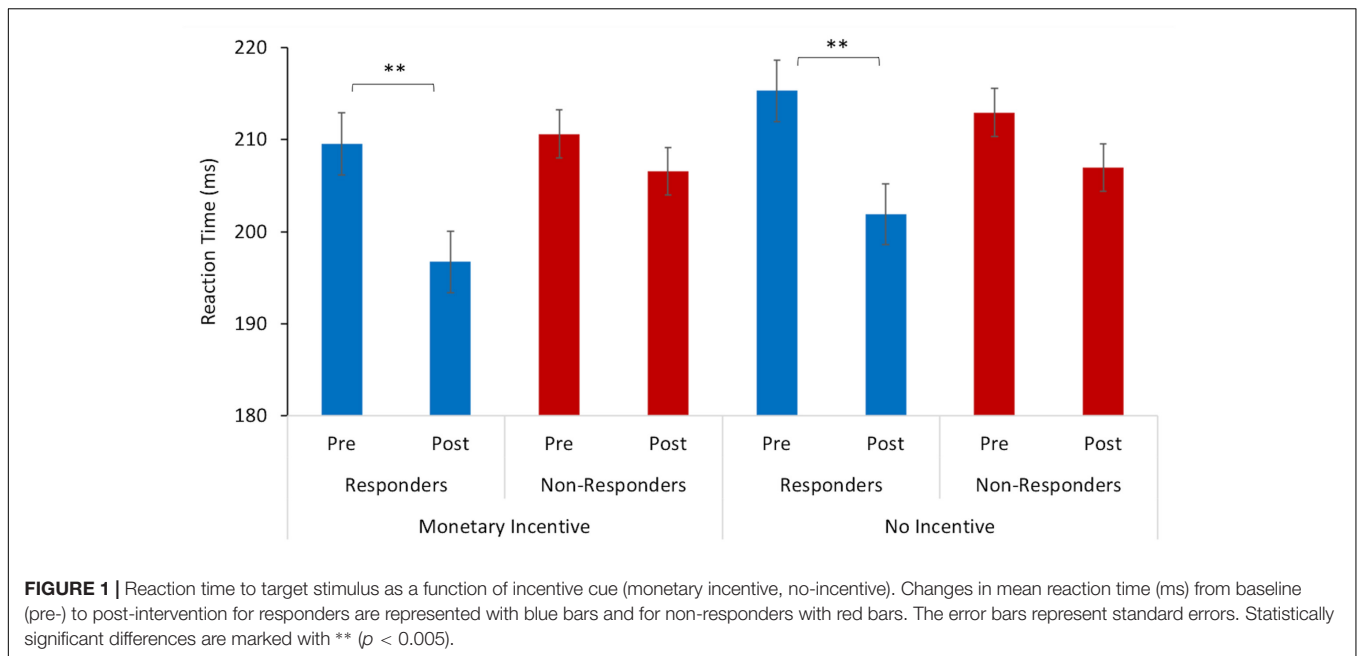 220
210
200
190
180
Reaction Time (ms)
**
**
Pre
Post
Pre
Post
Pre
Post
Pre
Post
Responders
Non-Responders
Responders
Non-Responders
Monetary Incentive
No Incentive
FIGURE 1 | Reaction time to target stimulus as a function of incentive cue (monetary incentive, no-incentive). Changes in mean reaction time (ms) from baseline
(pre-) to post-intervention for responders are represented with blue bars and for non-responders with red bars. The error bars represent standard errors. Statistically
significant differences are marked with ** (p < 0.005).